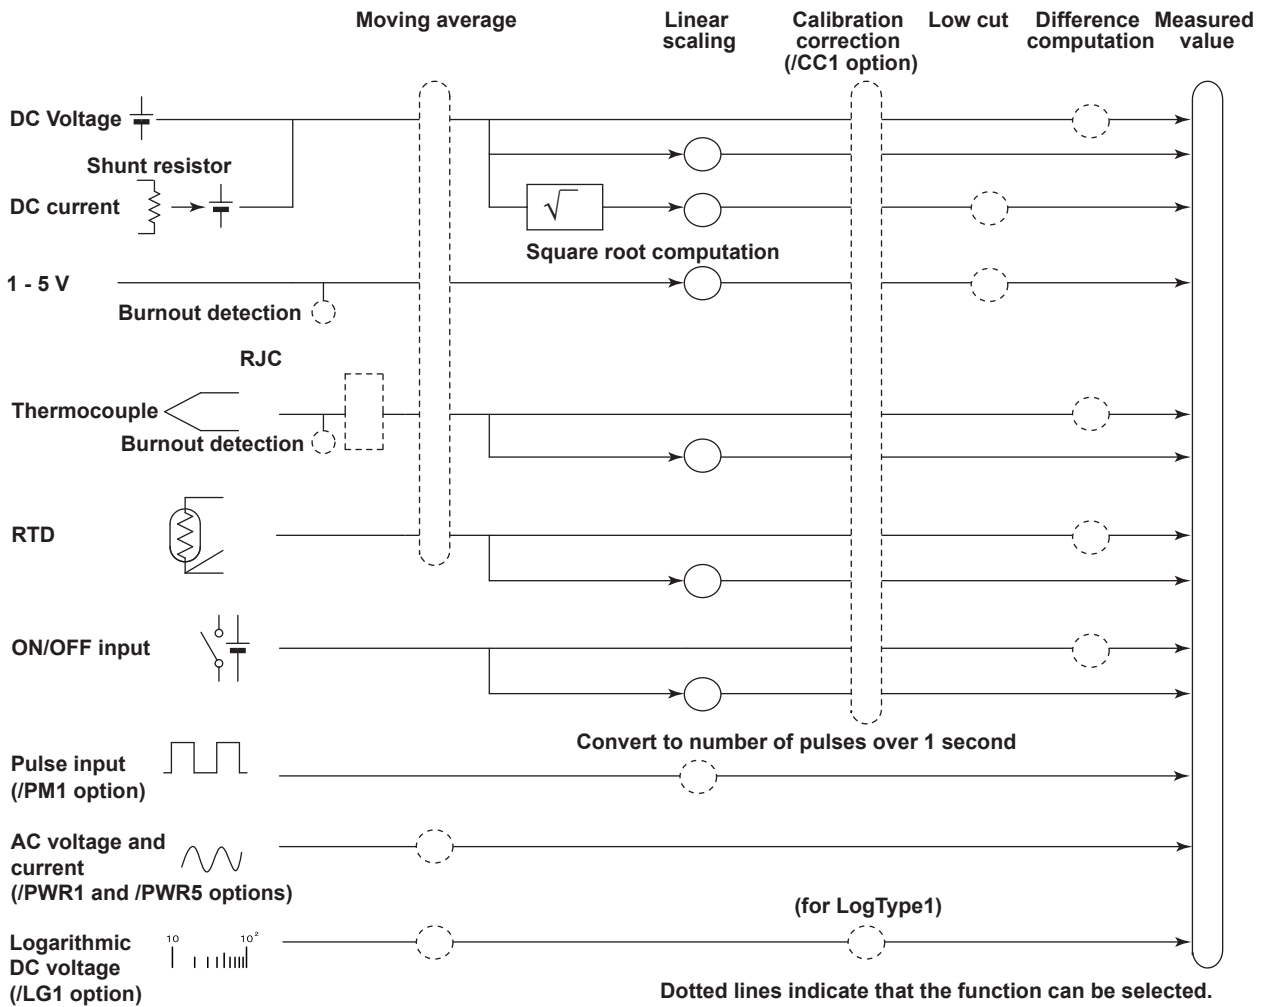 Moving average
Linear
scaling
Calibration
correction
(/CC1 option)
Low cut
Difference
computation
Measured
value
DC Voltage
Shunt resistor
DC current
√
Square root computation
1 - 5 V
Burnout detection
RJC
Thermocouple
Burnout detection
RTD
ON/OFF input
Convert to number of pulses over 1 second
Pulse input
(/PM1 option)
AC voltage and
current
(/PWR1 and /PWR5 options)
(for LogType1)
Logarithmic
DC voltage
(/LG1 option)
10 10²
Dotted lines indicate that the function can be selected.